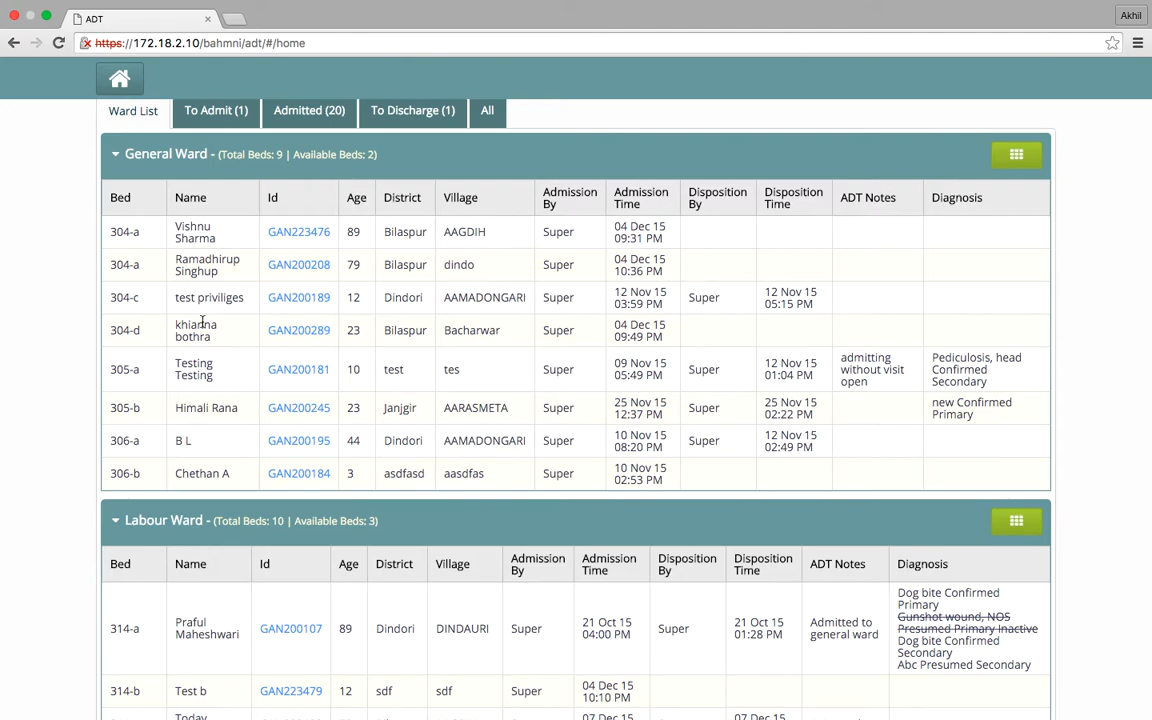 ADT
Akhil
https://172.18.2.10/bahmni/adt/#/home
Ward List To Admit (1) Admitted (20) To Discharge (1) All
General Ward - (Total Beds: 9 | Available Beds: 2)
Bed Name Id Age District Village Admission By Admission Time Disposition By Disposition Time ADT Notes Diagnosis
304-a Vishnu Sharma GAN223476 89 Bilaspur AAGDIH Super 04 Dec 15 09:31 PM
304-a Ramadhirup Singhup GAN200208 79 Bilaspur dindo Super 04 Dec 15 10:36 PM
304-c test priviliges GAN200189 12 Dindori AAMADONGARI Super 12 Nov 15 03:59 PM Super 12 Nov 15 05:15 PM
304-d khianna bothra GAN200289 23 Bilaspur Bacharwar Super 04 Dec 15 09:49 PM
305-a Testing Testing GAN200181 10 test tes Super 09 Nov 15 05:49 PM Super 12 Nov 15 01:04 PM admitting without visit open Pediculosis, head Confirmed Secondary
305-b Himali Rana GAN200245 23 Janjgir AARASMETA Super 25 Nov 15 12:37 PM Super 25 Nov 15 02:22 PM new Confirmed Primary
306-a B L GAN200195 44 Dindori AAMADONGARI Super 10 Nov 15 08:20 PM Super 12 Nov 15 02:49 PM
306-b Chethan A GAN200184 3 asdfasd aasdfas Super 10 Nov 15 02:53 PM
Labour Ward - (Total Beds: 10 | Available Beds: 3)
Bed Name Id Age District Village Admission By Admission Time Disposition By Disposition Time ADT Notes Diagnosis
314-a Praful Maheshwari GAN200107 89 Dindori DINDAURI Super 21 Oct 15 04:00 PM Super 21 Oct 15 01:28 PM Admitted to general ward Dog bite Confirmed Primary Gunshot wound, NOS Presumed Primary Inactive Dog bite Confirmed Secondary Abc Presumed Secondary
314-b Test b GAN223479 12 sdf sdf Super 04 Dec 15 10:10 PM
Today 07 Dec 15 07 Dec 15